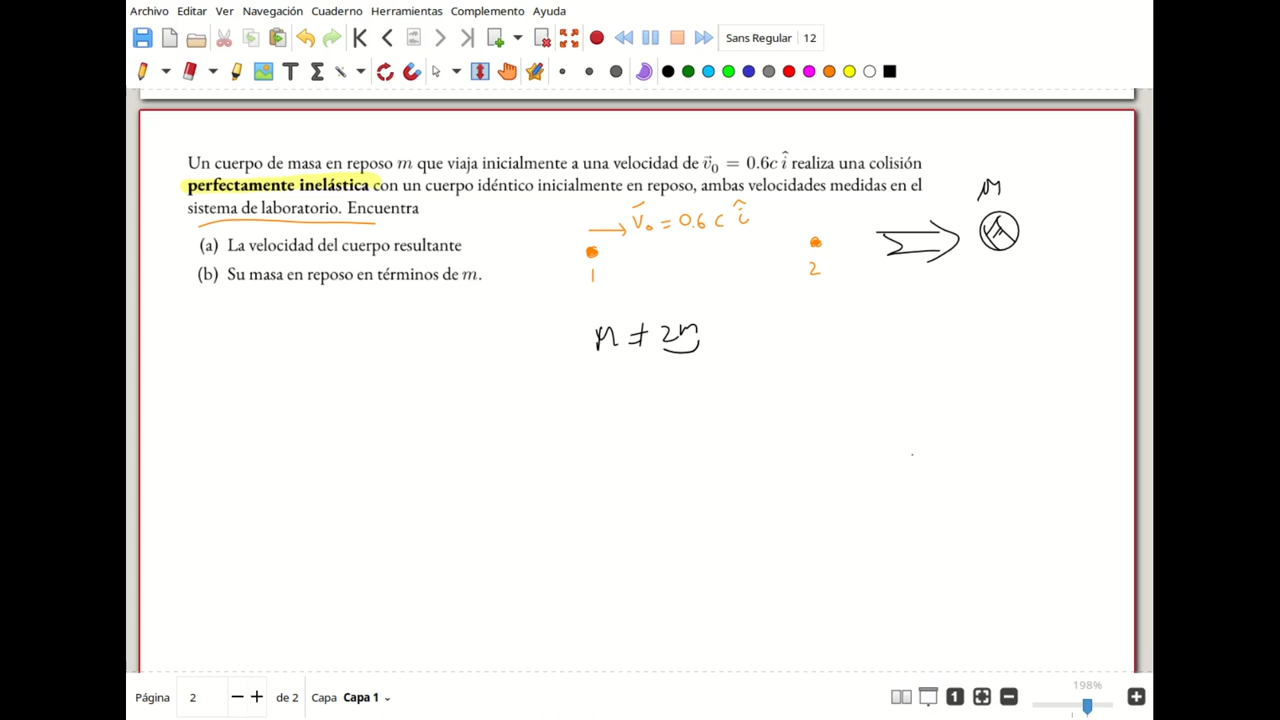 Archivo Editar Ver Navegación Cuaderno Herramientas Complemento Ayuda
Sans Regular 12
Un cuerpo de masa en reposo m que viaja inicialmente a una velocidad de v⃗₀ = 0.6c î realiza una colisión
perfectamente inelástica con un cuerpo idéntico inicialmente en reposo, ambas velocidades medidas en el
sistema de laboratorio. Encuentra
(a) La velocidad del cuerpo resultante
(b) Su masa en reposo en términos de m.
v⃗₀ = 0.6 c î
1
2
M
M ≠ 2m
Página 2 de 2 Capa Capa 1
198%